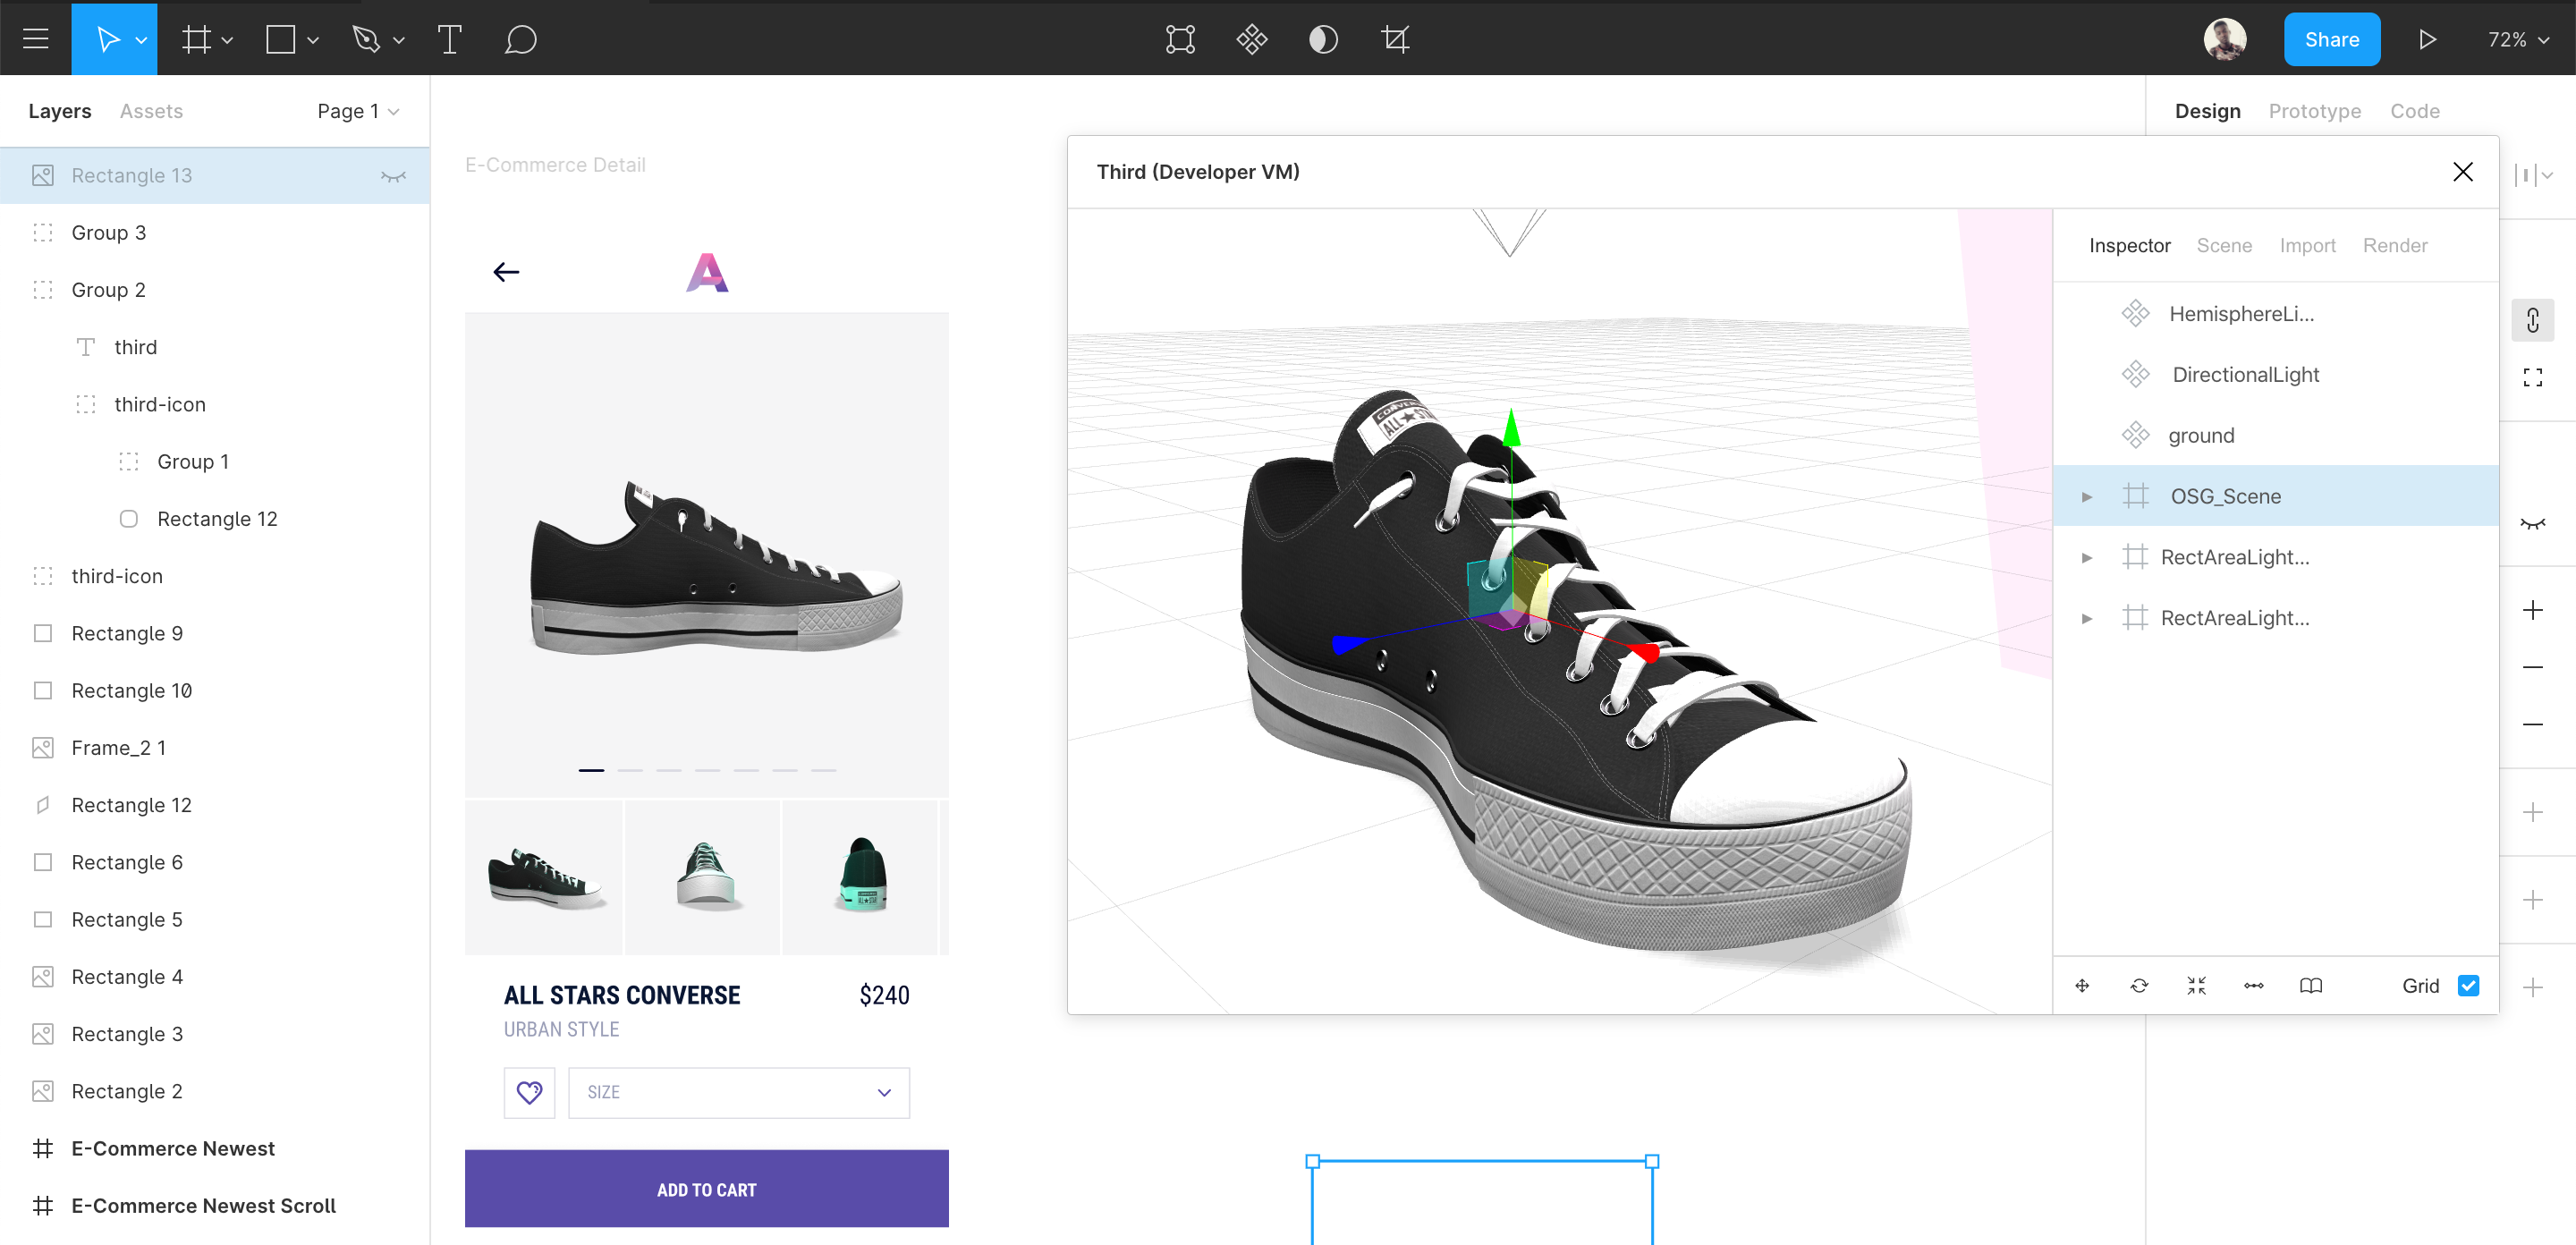 Share
72%
Layers
Assets
Page 1
Rectangle 13
Group 3
Group 2
third
third-icon
Group 1
Rectangle 12
third-icon
Rectangle 9
Rectangle 10
Frame_2 1
Rectangle 12
Rectangle 6
Rectangle 5
Rectangle 4
Rectangle 3
Rectangle 2
E-Commerce Newest
E-Commerce Newest Scroll
E-Commerce Detail
A
ALL STARS CONVERSE
$240
URBAN STYLE
SIZE
ADD TO CART
Design
Prototype
Code
Third (Developer VM)
CONVERSE
ALL★STAR
Inspector
Scene
Import
Render
HemisphereLi...
DirectionalLight
ground
OSG_Scene
RectAreaLight...
RectAreaLight...
Grid